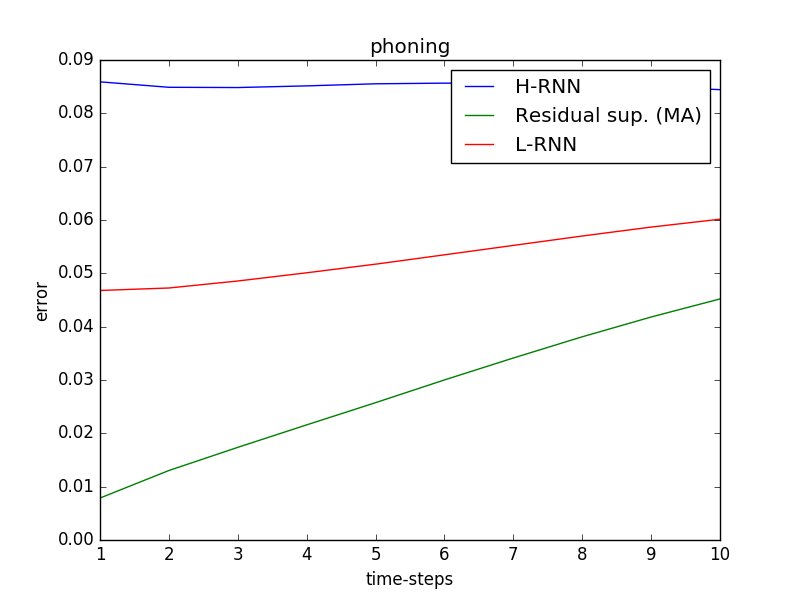 phoning
0.09
0.08
0.07
0.06
0.05
0.04
0.03
0.02
0.01
0.00
error
H-RNN
Residual sup. (MA)
L-RNN
1 2 3 4 5 6 7 8 9 10
time-steps